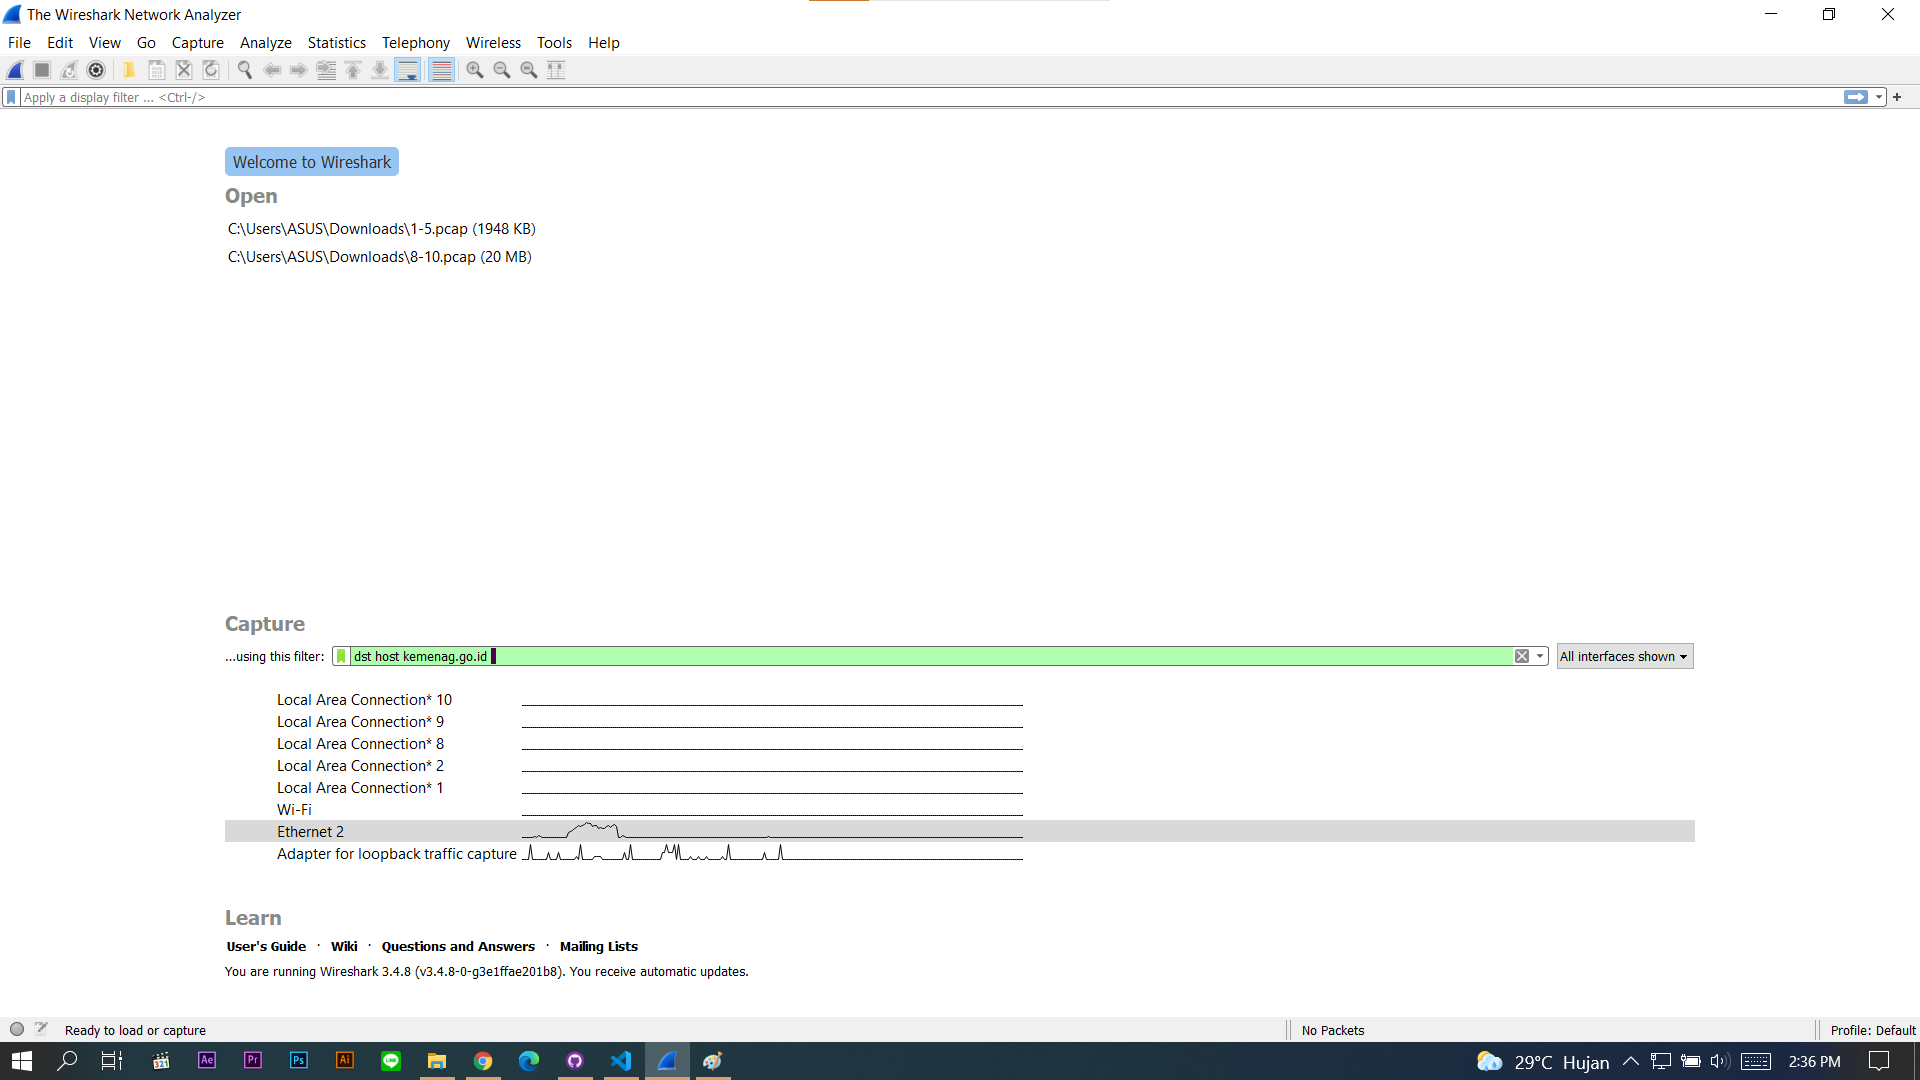 The Wireshark Network Analyzer
File Edit View Go Capture Analyze Statistics Telephony Wireless Tools Help
Apply a display filter ... <Ctrl-/>
Welcome to Wireshark
Open
C:\Users\ASUS\Downloads\1-5.pcap (1948 KB)
C:\Users\ASUS\Downloads\8-10.pcap (20 MB)
Capture
...using this filter: dst host kemenag.go.id All interfaces shown
Local Area Connection* 10
Local Area Connection* 9
Local Area Connection* 8
Local Area Connection* 2
Local Area Connection* 1
Wi-Fi
Ethernet 2
Adapter for loopback traffic capture
Learn
User's Guide · Wiki · Questions and Answers · Mailing Lists
You are running Wireshark 3.4.8 (v3.4.8-0-g3e1ffae201b8). You receive automatic updates.
Ready to load or capture No Packets Profile: Default
321 Ae Pr Ps Ai LINE 29°C Hujan 2:36 PM